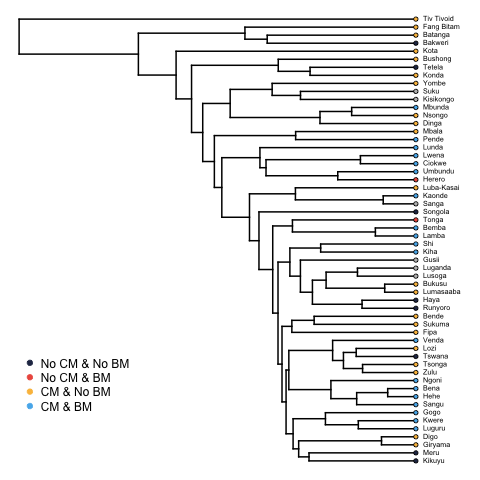 Tiv Tivoid
Fang Bitam
Batanga
Bakweri
Kota
Bushong
Tetela
Konda
Yombe
Suku
Kisikongo
Mbunda
Nsongo
Dinga
Mbala
Pende
Lunda
Lwena
Ciokwe
Umbundu
Herero
Luba-Kasai
Kaonde
Sanga
Songola
Tonga
Bemba
Lamba
Shi
Kiha
Gusii
Luganda
Lusoga
Bukusu
Lumasaaba
Haya
Runyoro
Bende
Sukuma
Fipa
Venda
Lozi
Tswana
Tsonga
Zulu
Ngoni
Bena
Hehe
Sangu
Gogo
Kwere
Luguru
Digo
Giryama
Meru
Kikuyu
No CM & No BM
No CM & BM
CM & No BM
CM & BM